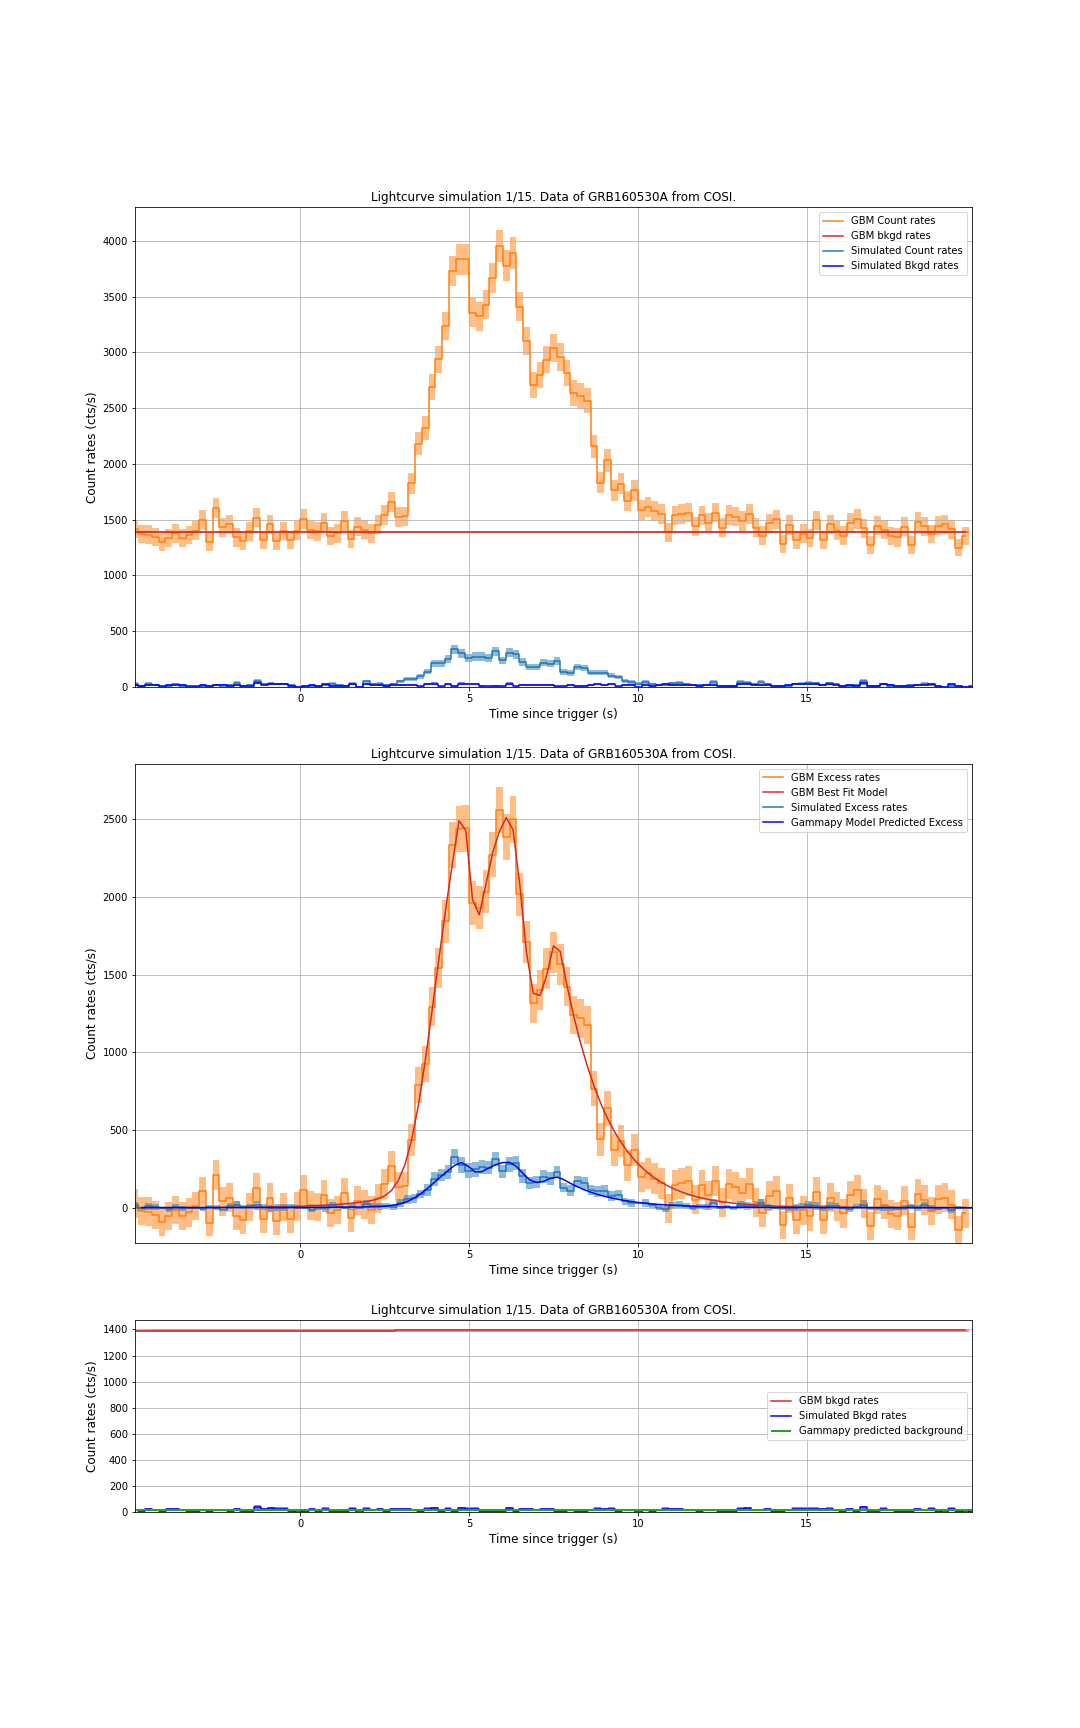 Lightcurve simulation 1/15. Data of GRB160530A from COSI.
GBM Count rates
GBM bkgd rates
Simulated Count rates
Simulated Bkgd rates
Count rates (cts/s)
4000
3500
3000
2500
2000
1500
1000
500
0
0 5 10 15
Time since trigger (s)
Lightcurve simulation 1/15. Data of GRB160530A from COSI.
GBM Excess rates
GBM Best Fit Model
Simulated Excess rates
Gammapy Model Predicted Excess
Count rates (cts/s)
2500
2000
1500
1000
500
0
0 5 10 15
Time since trigger (s)
Lightcurve simulation 1/15. Data of GRB160530A from COSI.
GBM bkgd rates
Simulated Bkgd rates
Gammapy predicted background
Count rates (cts/s)
1400
1200
1000
800
600
400
200
0
0 5 10 15
Time since trigger (s)